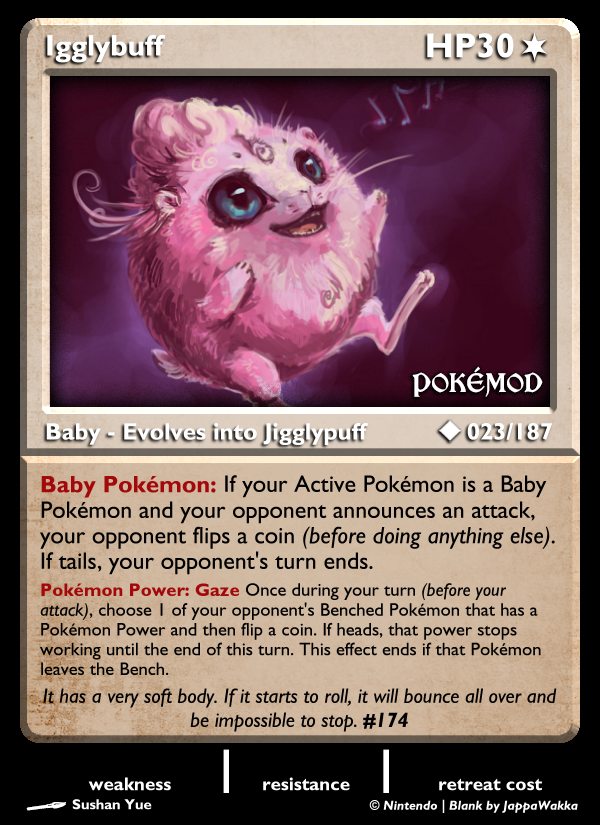 Igglybuff HP30
POKÉMOD
Baby - Evolves into Jigglypuff 023/187
Baby Pokémon: If your Active Pokémon is a Baby
Pokémon and your opponent announces an attack,
your opponent flips a coin (before doing anything else).
If tails, your opponent's turn ends.
Pokémon Power: Gaze Once during your turn (before your
attack), choose 1 of your opponent's Benched Pokémon that has a
Pokémon Power and then flip a coin. If heads, that power stops
working until the end of this turn. This effect ends if that Pokémon
leaves the Bench.
It has a very soft body. If it starts to roll, it will bounce all over and
be impossible to stop. #174
weakness resistance retreat cost
Sushan Yue © Nintendo | Blank by JappaWakka